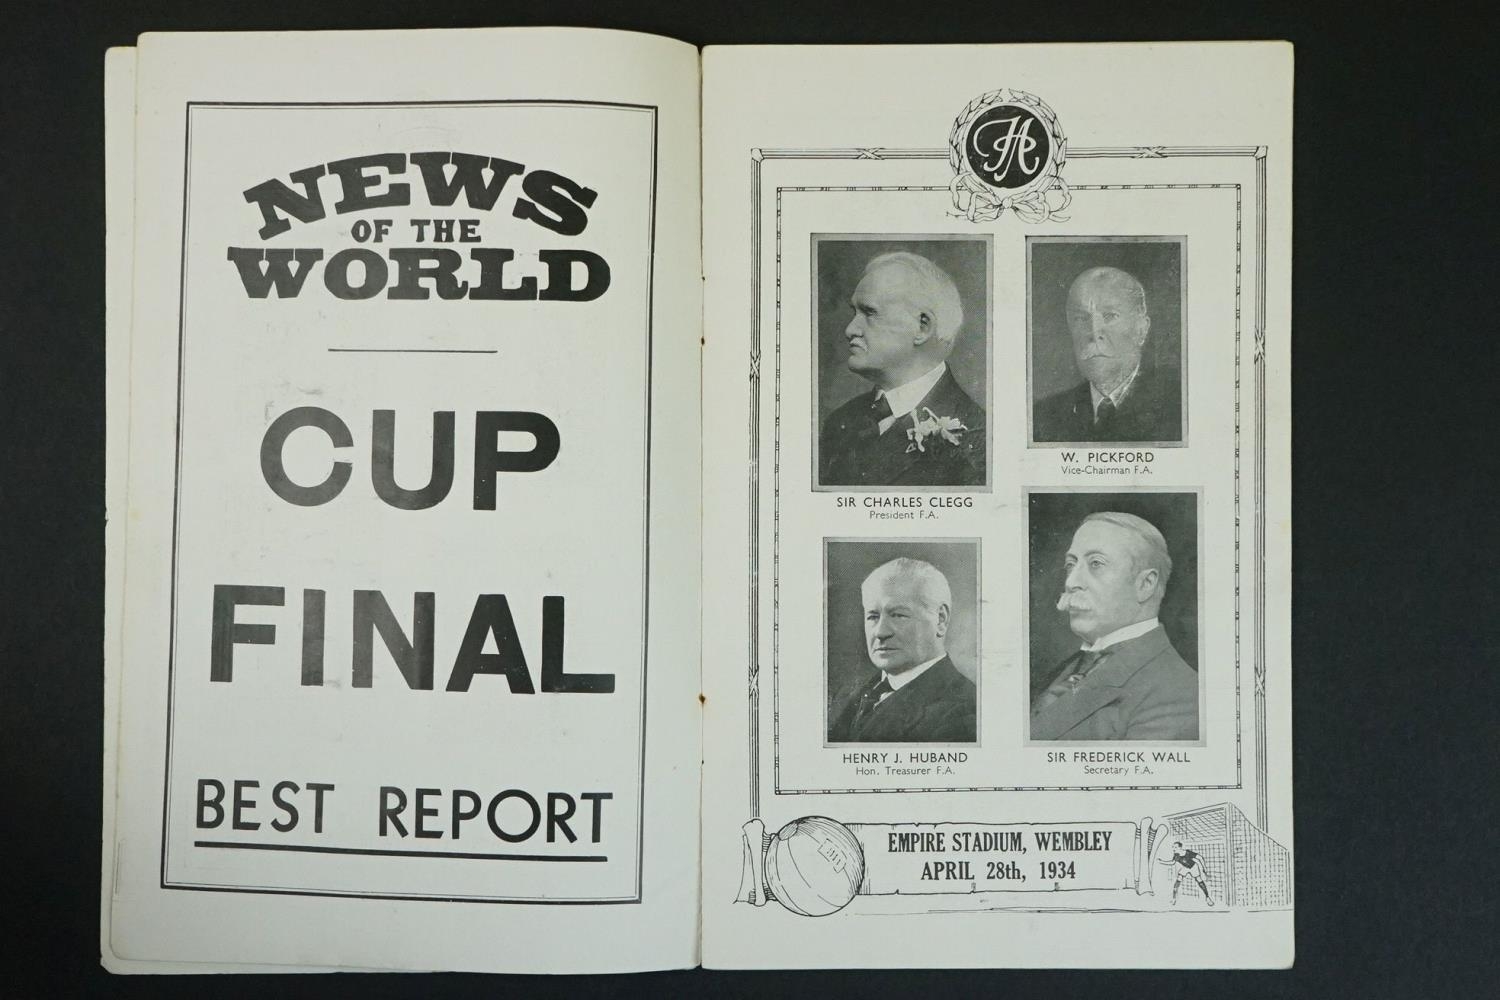 NEWS
OF THE
WORLD
CUP
FINAL
BEST REPORT
FA
SIR CHARLES CLEGG
President F.A.
W. PICKFORD
Vice-Chairman F.A.
HENRY J. HUBAND
Hon. Treasurer F.A.
SIR FREDERICK WALL
Secretary F.A.
EMPIRE STADIUM, WEMBLEY
APRIL 28th, 1934